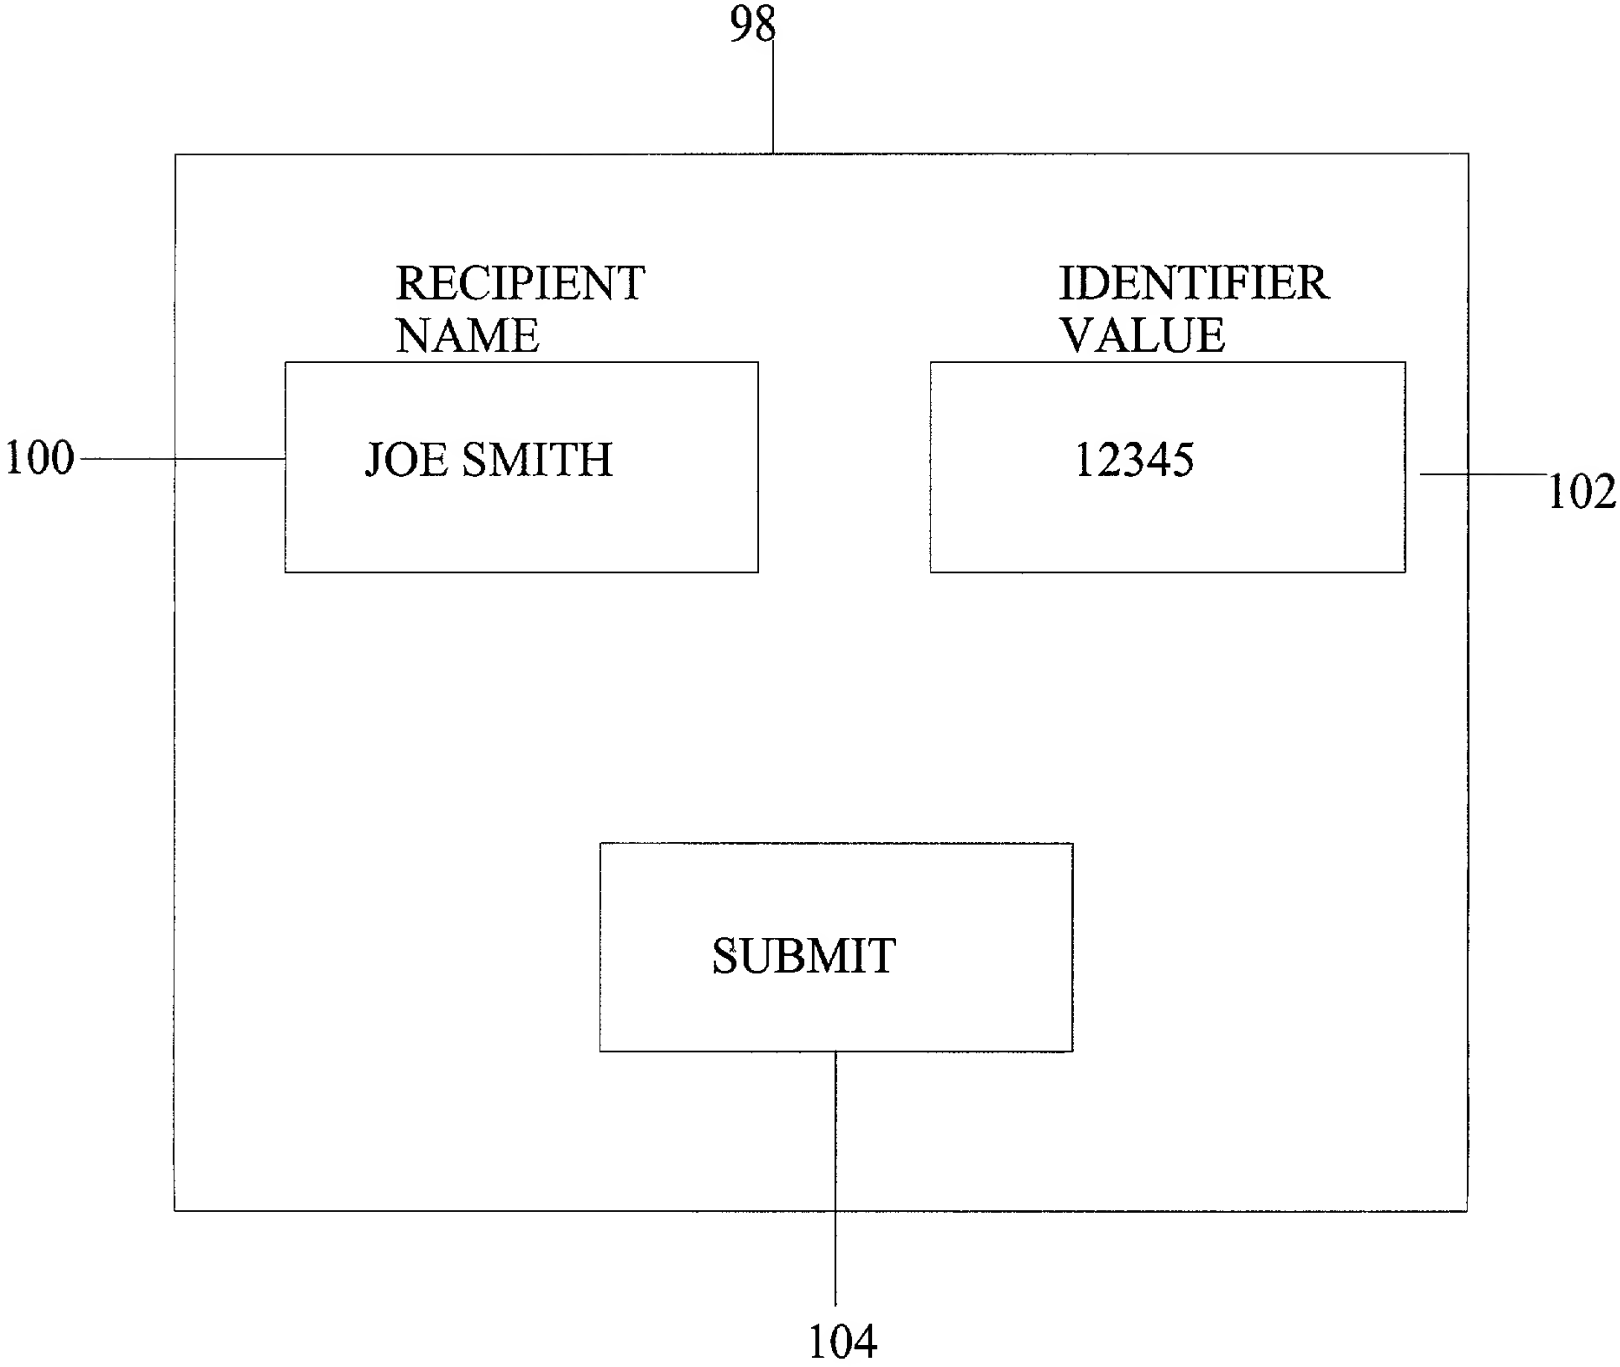 98
RECIPIENT
NAME
IDENTIFIER
VALUE
100
JOE SMITH
12345
102
SUBMIT
104